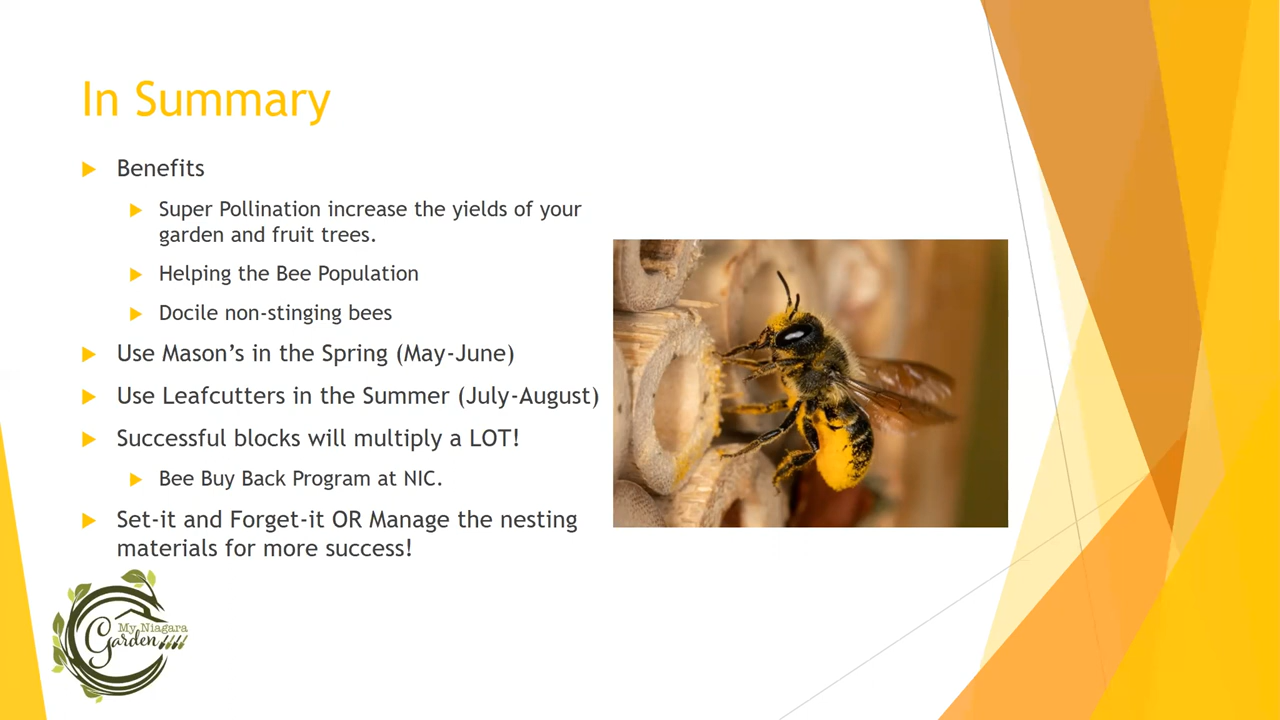 In Summary
Benefits
Super Pollination increase the yields of your
garden and fruit trees.
Helping the Bee Population
Docile non-stinging bees
Use Mason’s in the Spring (May-June)
Use Leafcutters in the Summer (July-August)
Successful blocks will multiply a LOT!
Bee Buy Back Program at NIC.
Set-it and Forget-it OR Manage the nesting
materials for more success!
My Niagara
Garden